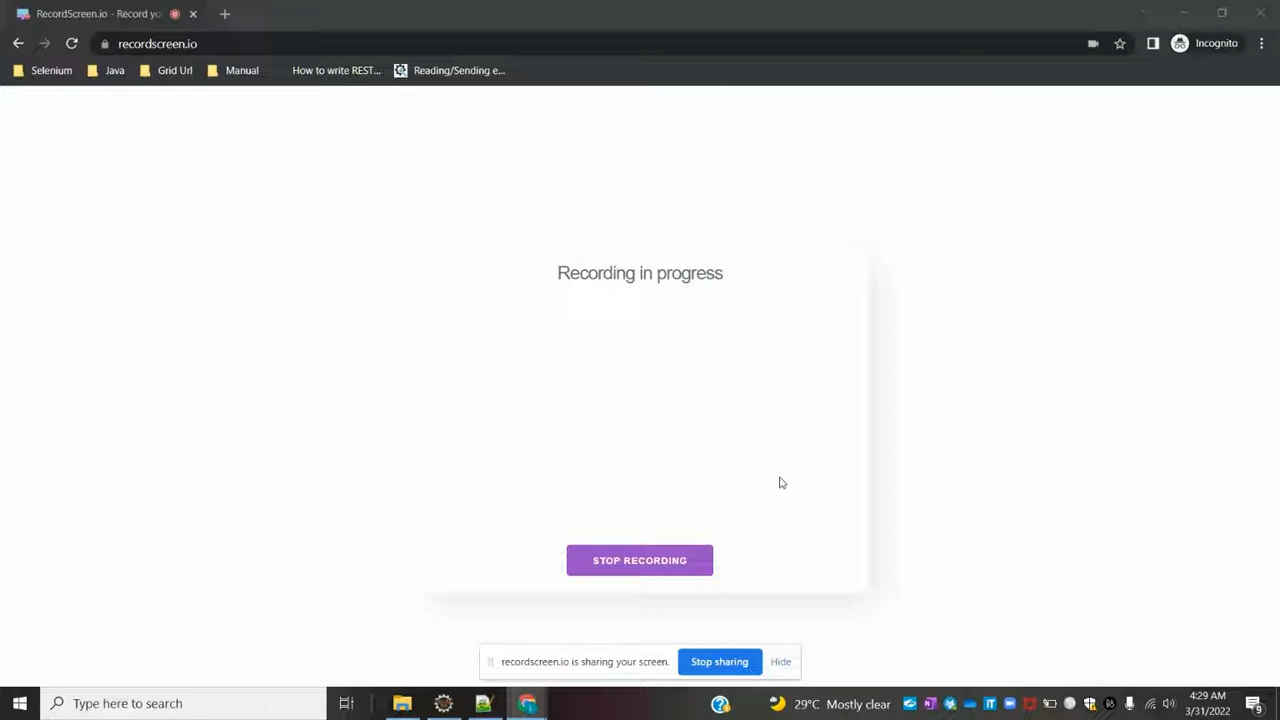 RecordScreen.io - Record yo
recordscreen.io
Incognito
Selenium
Java
Grid Url
Manual
How to write REST...
Reading/Sending e...
Recording in progress
STOP RECORDING
recordscreen.io is sharing your screen.
Stop sharing
Hide
Type here to search
29°C Mostly clear
4:29 AM
3/31/2022